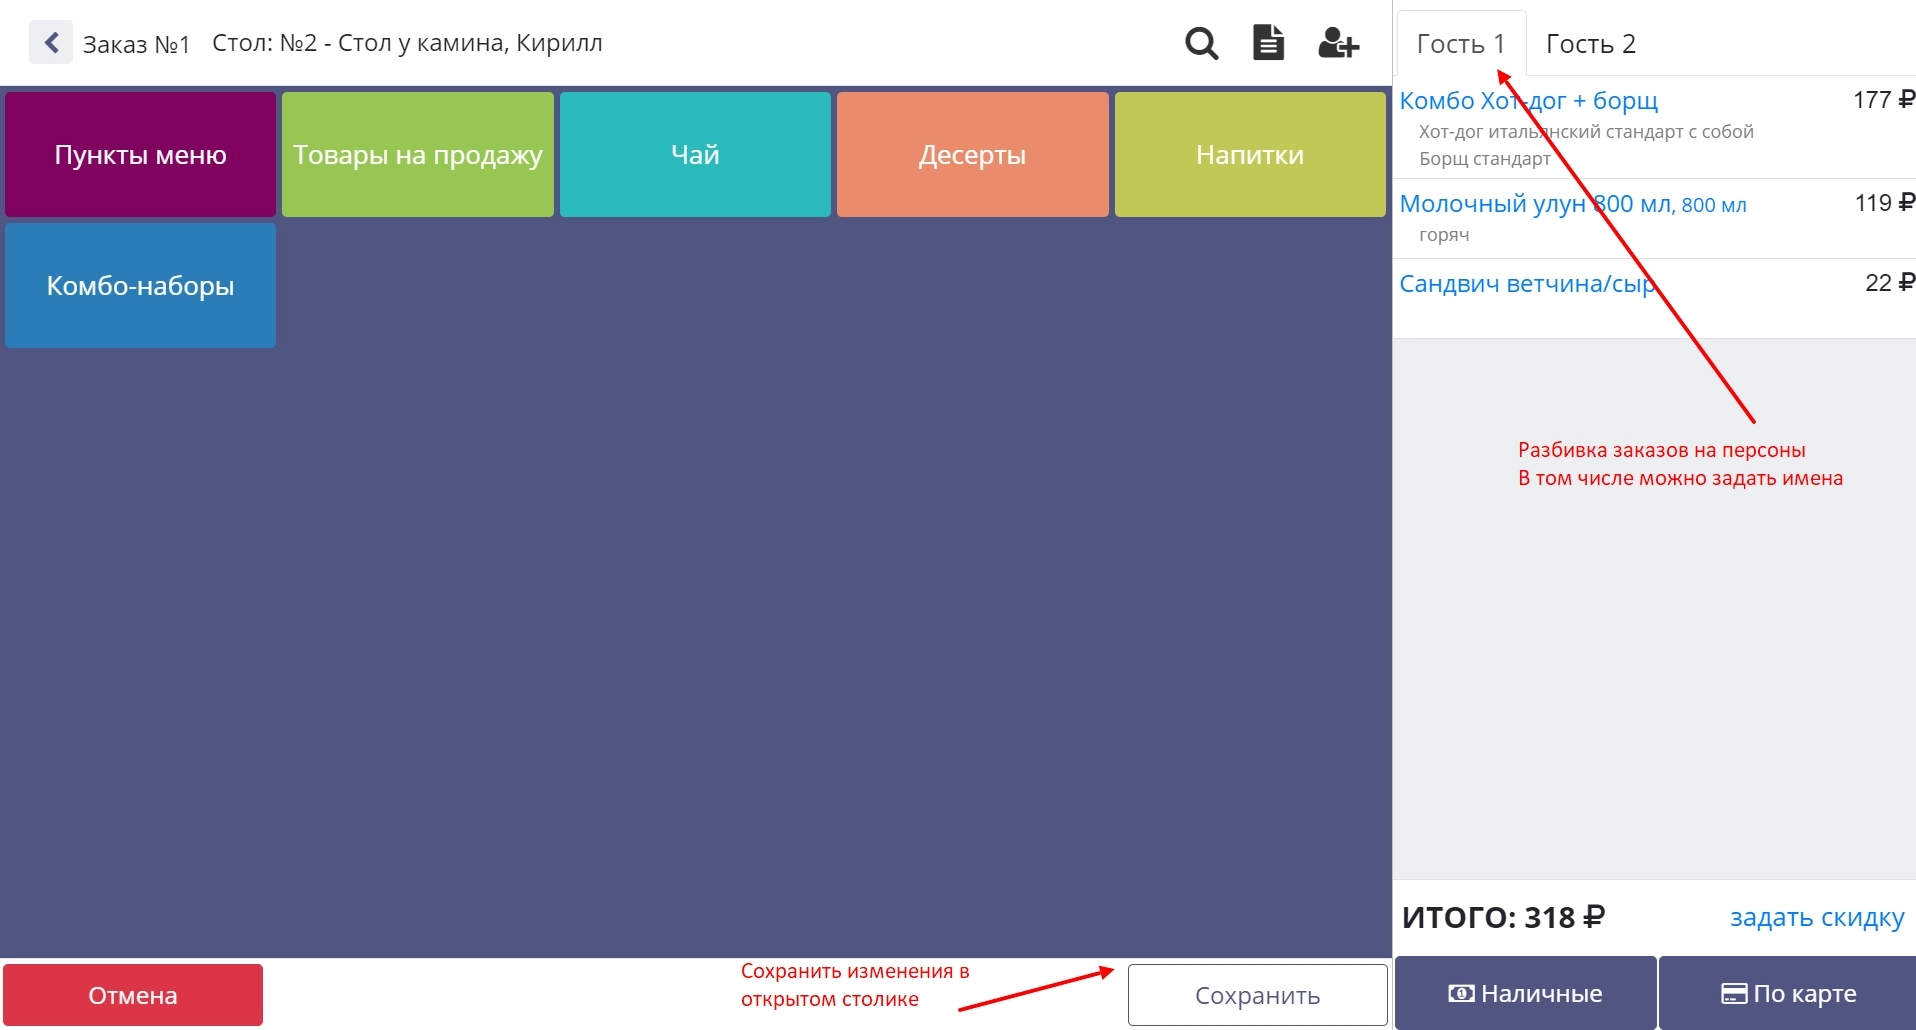 Заказ №1 Стол: №2 - Стол у камина, Кирилл
Пункты меню
Товары на продажу
Чай
Десерты
Напитки
Комбо-наборы
Гость 1 Гость 2
Комбо Хот-дог + борщ 177 ₽
Хот-дог итальянский стандарт с собой
Борщ стандарт
Молочный улун 800 мл, 800 мл 119 ₽
горяч
Сандвич ветчина/сыр 22 ₽
Разбивка заказов на персоны
В том числе можно задать имена
ИТОГО: 318 ₽ задать скидку
Отмена
Сохранить изменения в
открытом столике
Сохранить
Наличные
По карте